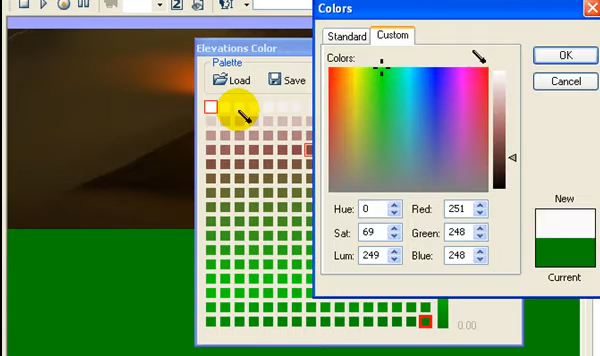 Colors
Elevations Color
Palette
Load
Save
Standard
Custom
Colors:
OK
Cancel
Hue: 0
Red: 251
Sat: 69
Green: 248
Lum: 249
Blue: 248
New
Current
0.00
2